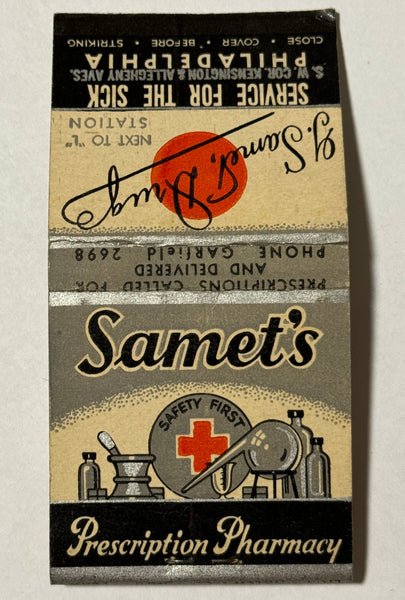 Samet's
SAFETY FIRST
Prescription Pharmacy
PRESCRIPTIONS CALLED FOR
AND DELIVERED
PHONE GARfield 2698
G. Samet, Drugs
NEXT TO "L"
STATION
SERVICE FOR THE SICK
S. W. COR. KENSINGTON & ALLEGHENY AVES.
PHILADELPHIA
CLOSE • COVER • BEFORE • STRIKING